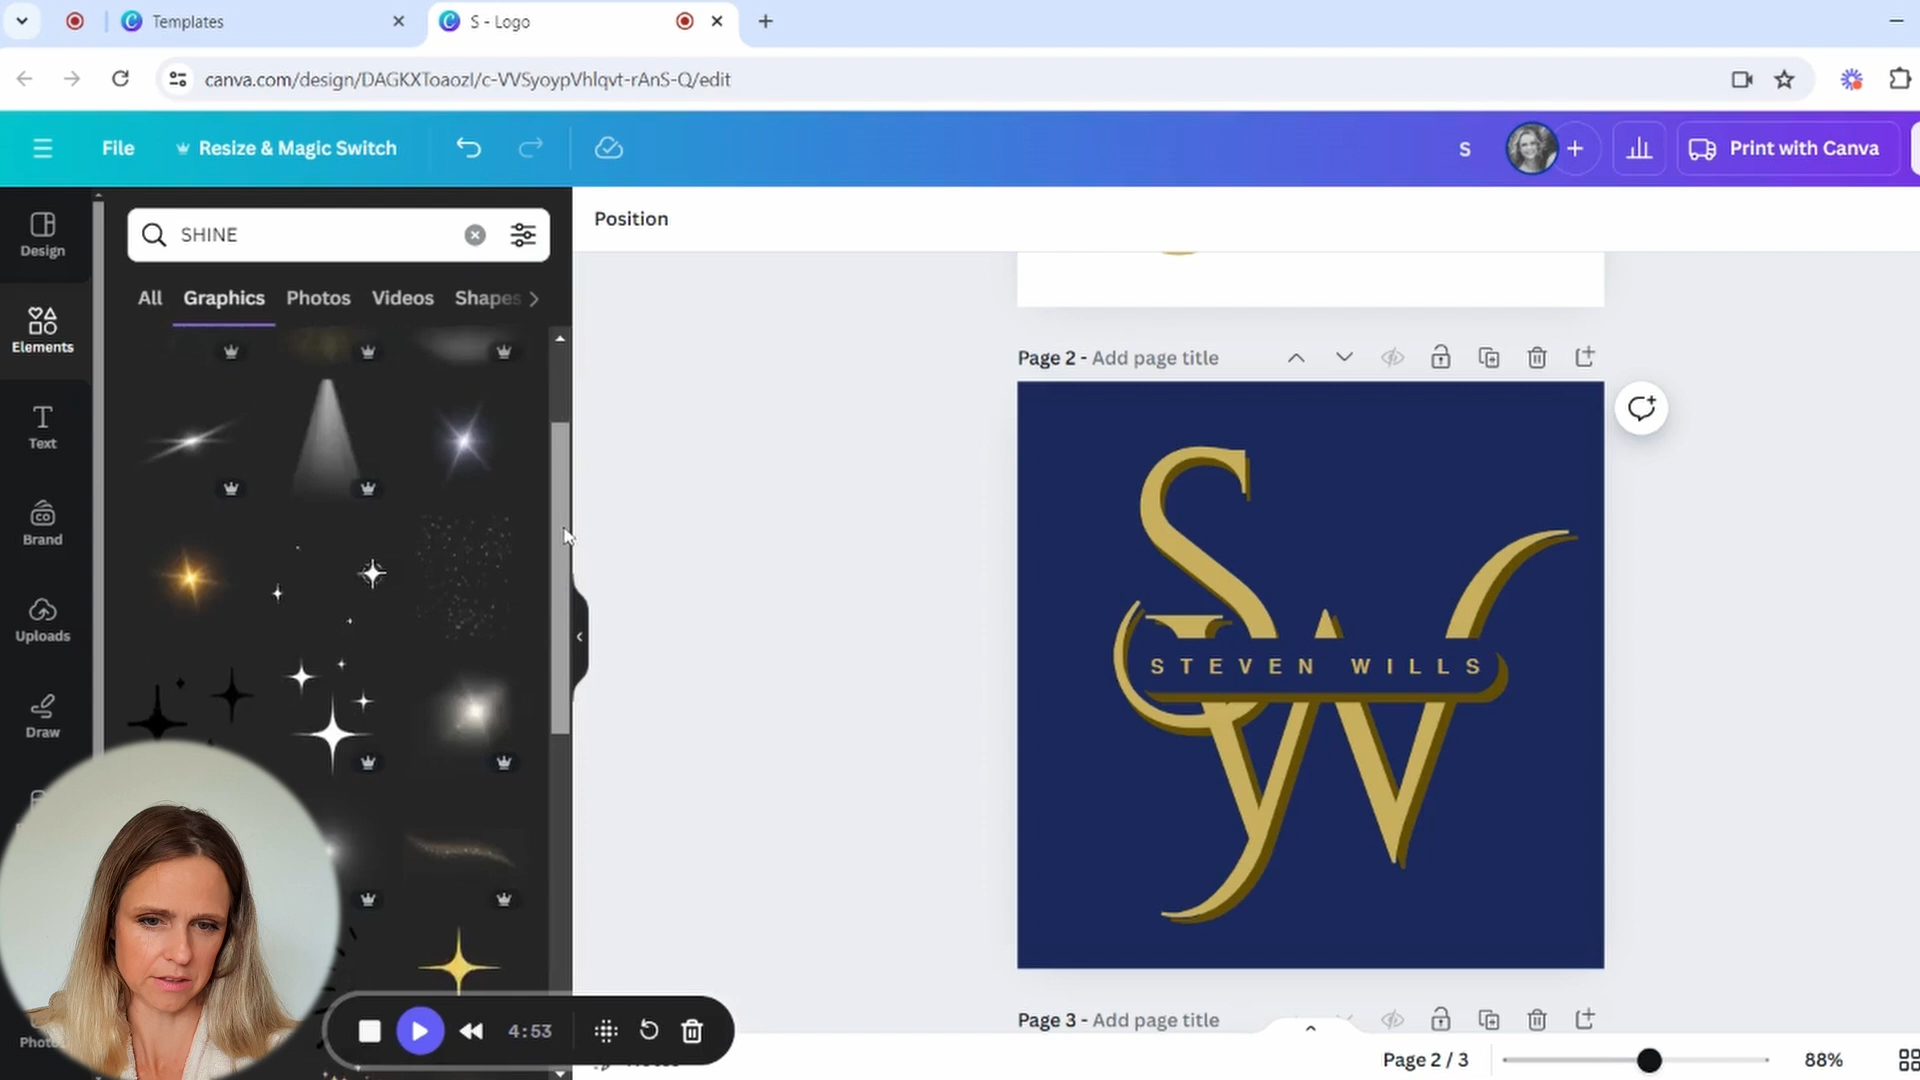 Templates
S - Logo
canva.com/design/DAGKXToaozI/c-VVSyoypVhlqvt-rAnS-Q/edit
File
Resize & Magic Switch
S
Print with Canva
Design
Elements
Text
Brand
Uploads
Draw
SHINE
All
Graphics
Photos
Videos
Shapes
Position
Page 2 - Add page title
SW
STEVEN WILLS
Page 3 - Add page title
4:53
Page 2 / 3
88%